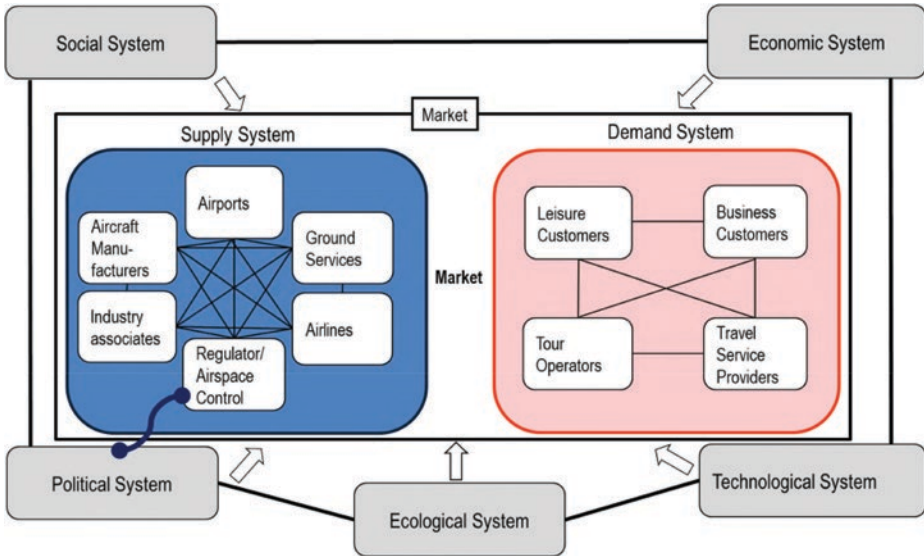 Social System
Economic System
Market
Supply System
Demand System
Airports
Aircraft
Manu-
facturers
Ground
Services
Industry
associates
Airlines
Regulator/
Airspace
Control
Market
Leisure
Customers
Business
Customers
Tour
Operators
Travel
Service
Providers
Political System
Ecological System
Technological System